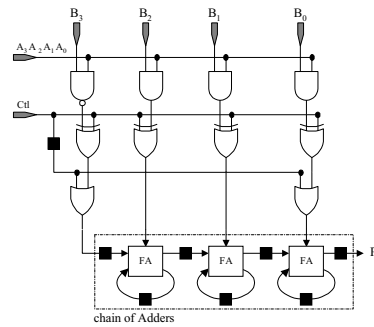 B3 B2 B1 B0
A3 A2 A1 A0
Ctl
FA FA FA P
chain of Adders